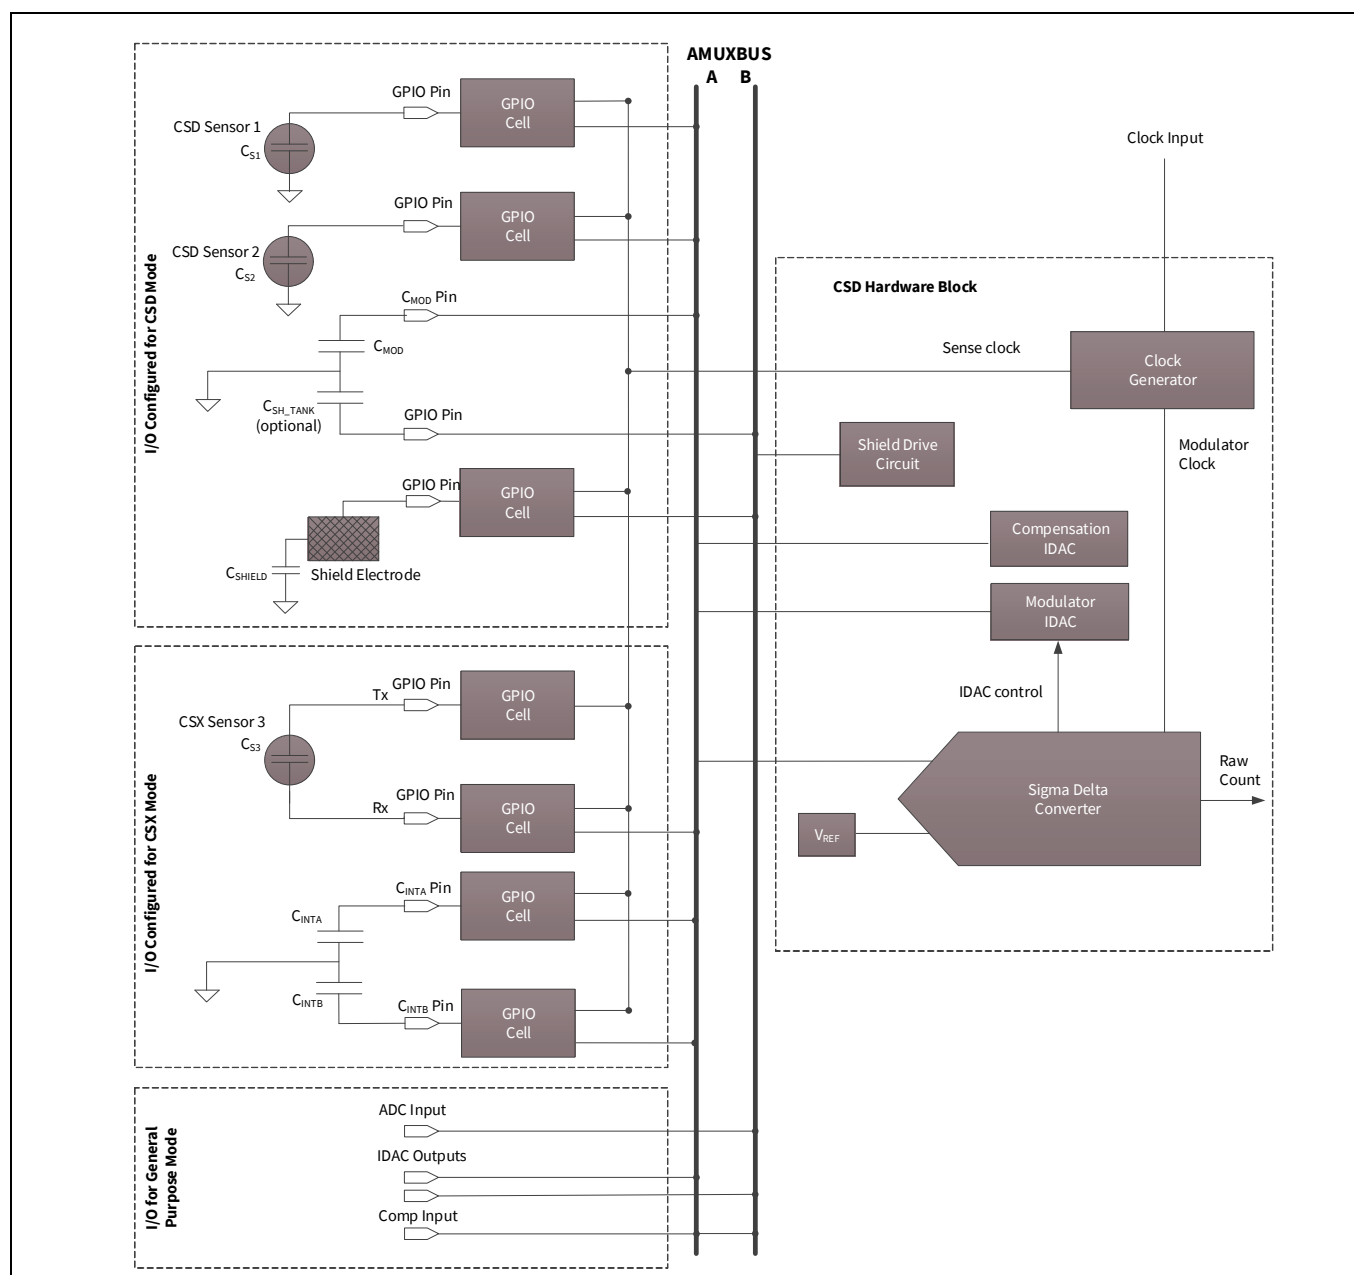 AMUXBUS
A B
I/O Configured for CSD Mode
GPIO Pin
GPIO
Cell
CSD Sensor 1
CS1
GPIO Pin
GPIO
Cell
CSD Sensor 2
CS2
CMOD Pin
CMOD
CSH_TANK
(optional)
GPIO Pin
GPIO Pin
GPIO
Cell
CSHIELD
Shield Electrode
I/O Configured for CSX Mode
GPIO Pin
Tx
GPIO
Cell
CSX Sensor 3
CS3
GPIO Pin
Rx
GPIO
Cell
CINTA Pin
GPIO
Cell
CINTA
CINTB
CINTB Pin
GPIO
Cell
I/O for General
Purpose Mode
ADC Input
IDAC Outputs
Comp Input
Clock Input
CSD Hardware Block
Sense clock
Clock
Generator
Shield Drive
Circuit
Modulator
Clock
Compensation
IDAC
Modulator
IDAC
IDAC control
Sigma Delta
Converter
VREF
Raw
Count